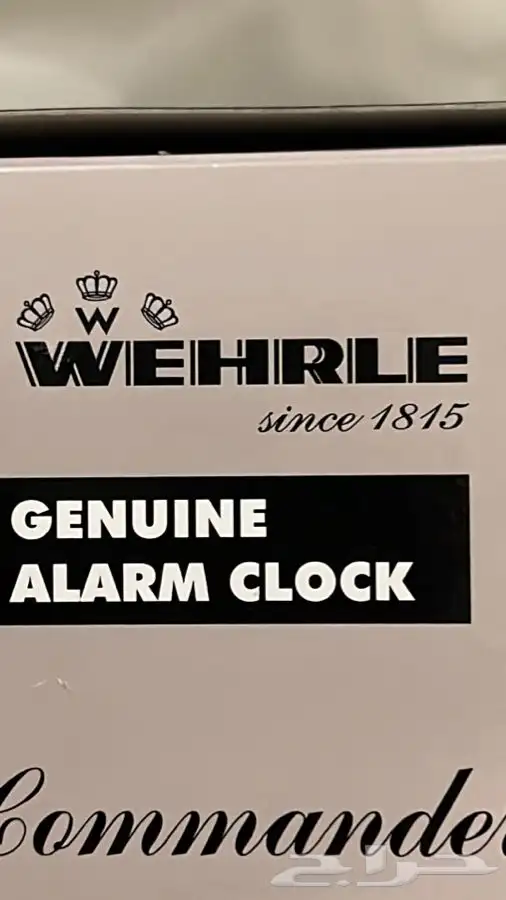 W
WEHRLE
since 1815
GENUINE
ALARM CLOCK
Commander
حراج